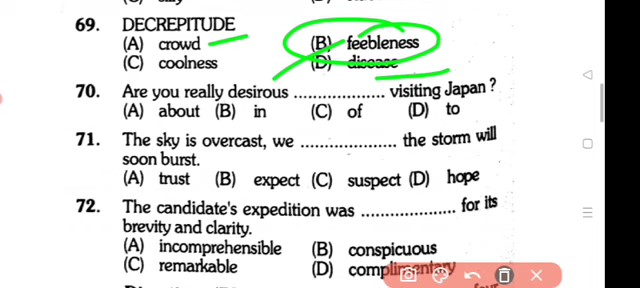 69. DECREPITUDE
(A) crowd (B) feebleness
(C) coolness (D) disease
70. Are you really desirous .................. visiting Japan ?
(A) about (B) in (C) of (D) to
71. The sky is overcast, we ................... the storm will
soon burst.
(A) trust (B) expect (C) suspect (D) hope
72. The candidate's expedition was ................... for its
brevity and clarity.
(A) incomprehensible (B) conspicuous
(C) remarkable (D) complimentary